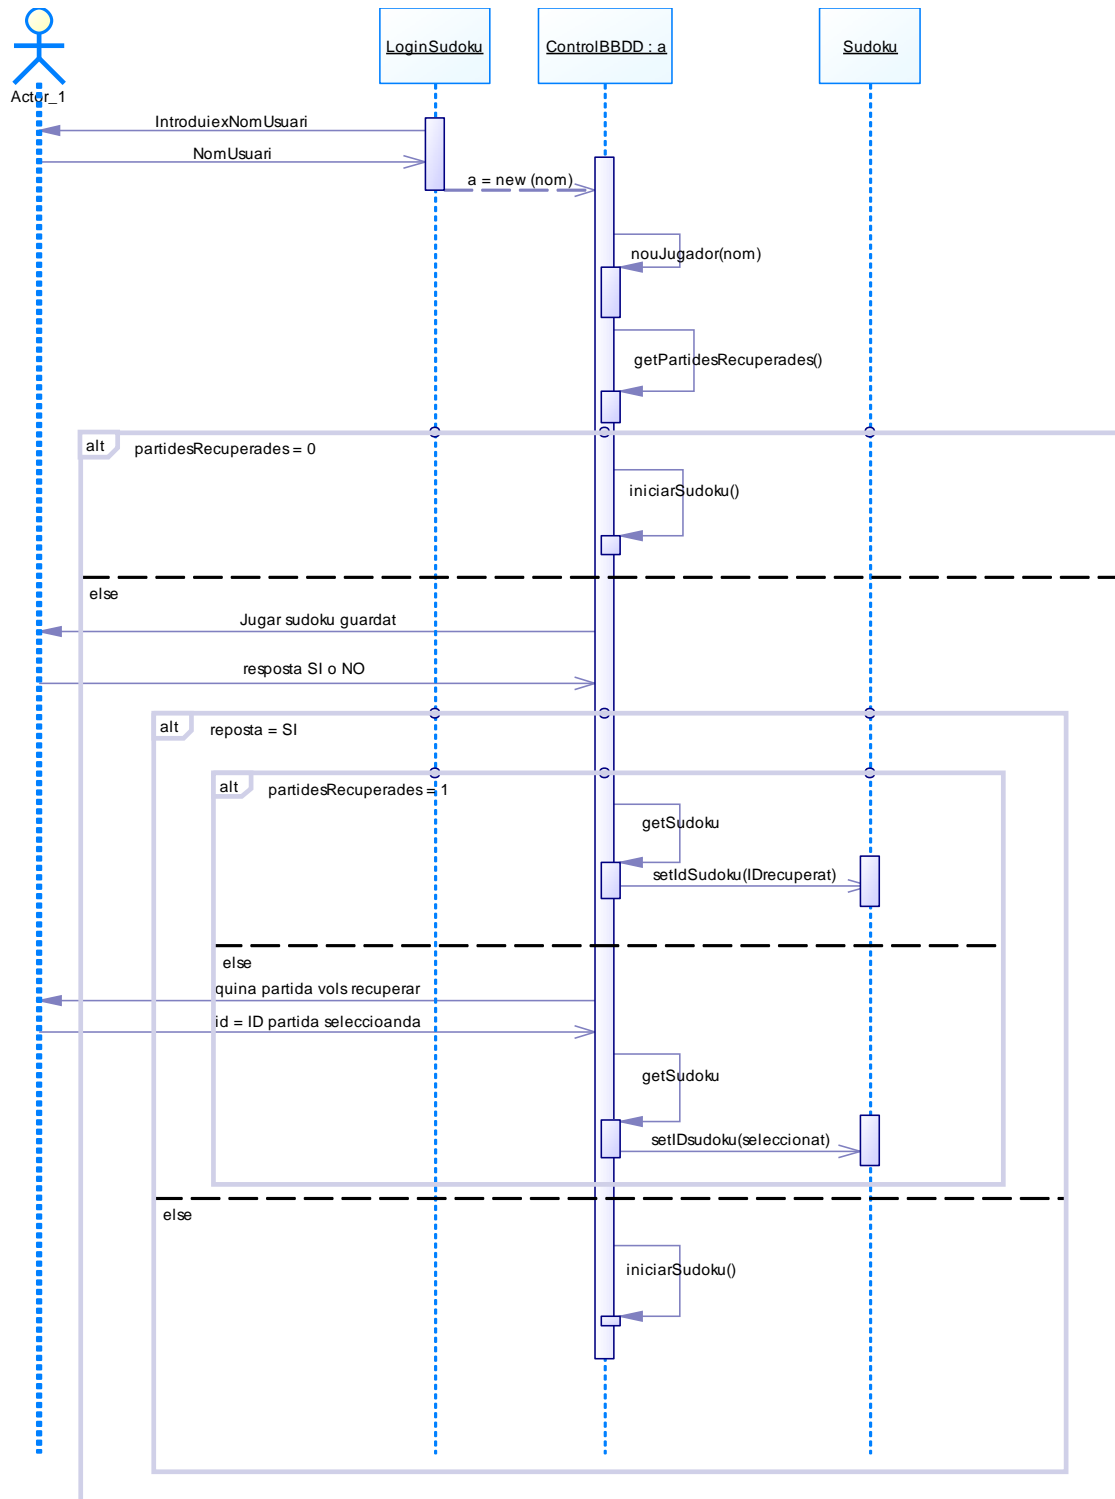 LoginSudoku
ControlBBDD : a
Sudoku
Actor_1
IntroduiexNomUsuari
NomUsuari
a = new (nom)
nouJugador(nom)
getPartidesRecuperades()
alt
partidesRecuperades = 0
iniciarSudoku()
else
Jugar sudoku guardat
resposta SI o NO
alt
reposta = SI
alt
partidesRecuperades = 1
getSudoku
setIdSudoku(IDrecuperat)
else
quina partida vols recuperar
id = ID partida seleccioanda
getSudoku
setIDsudoku(seleccionat)
else
iniciarSudoku()